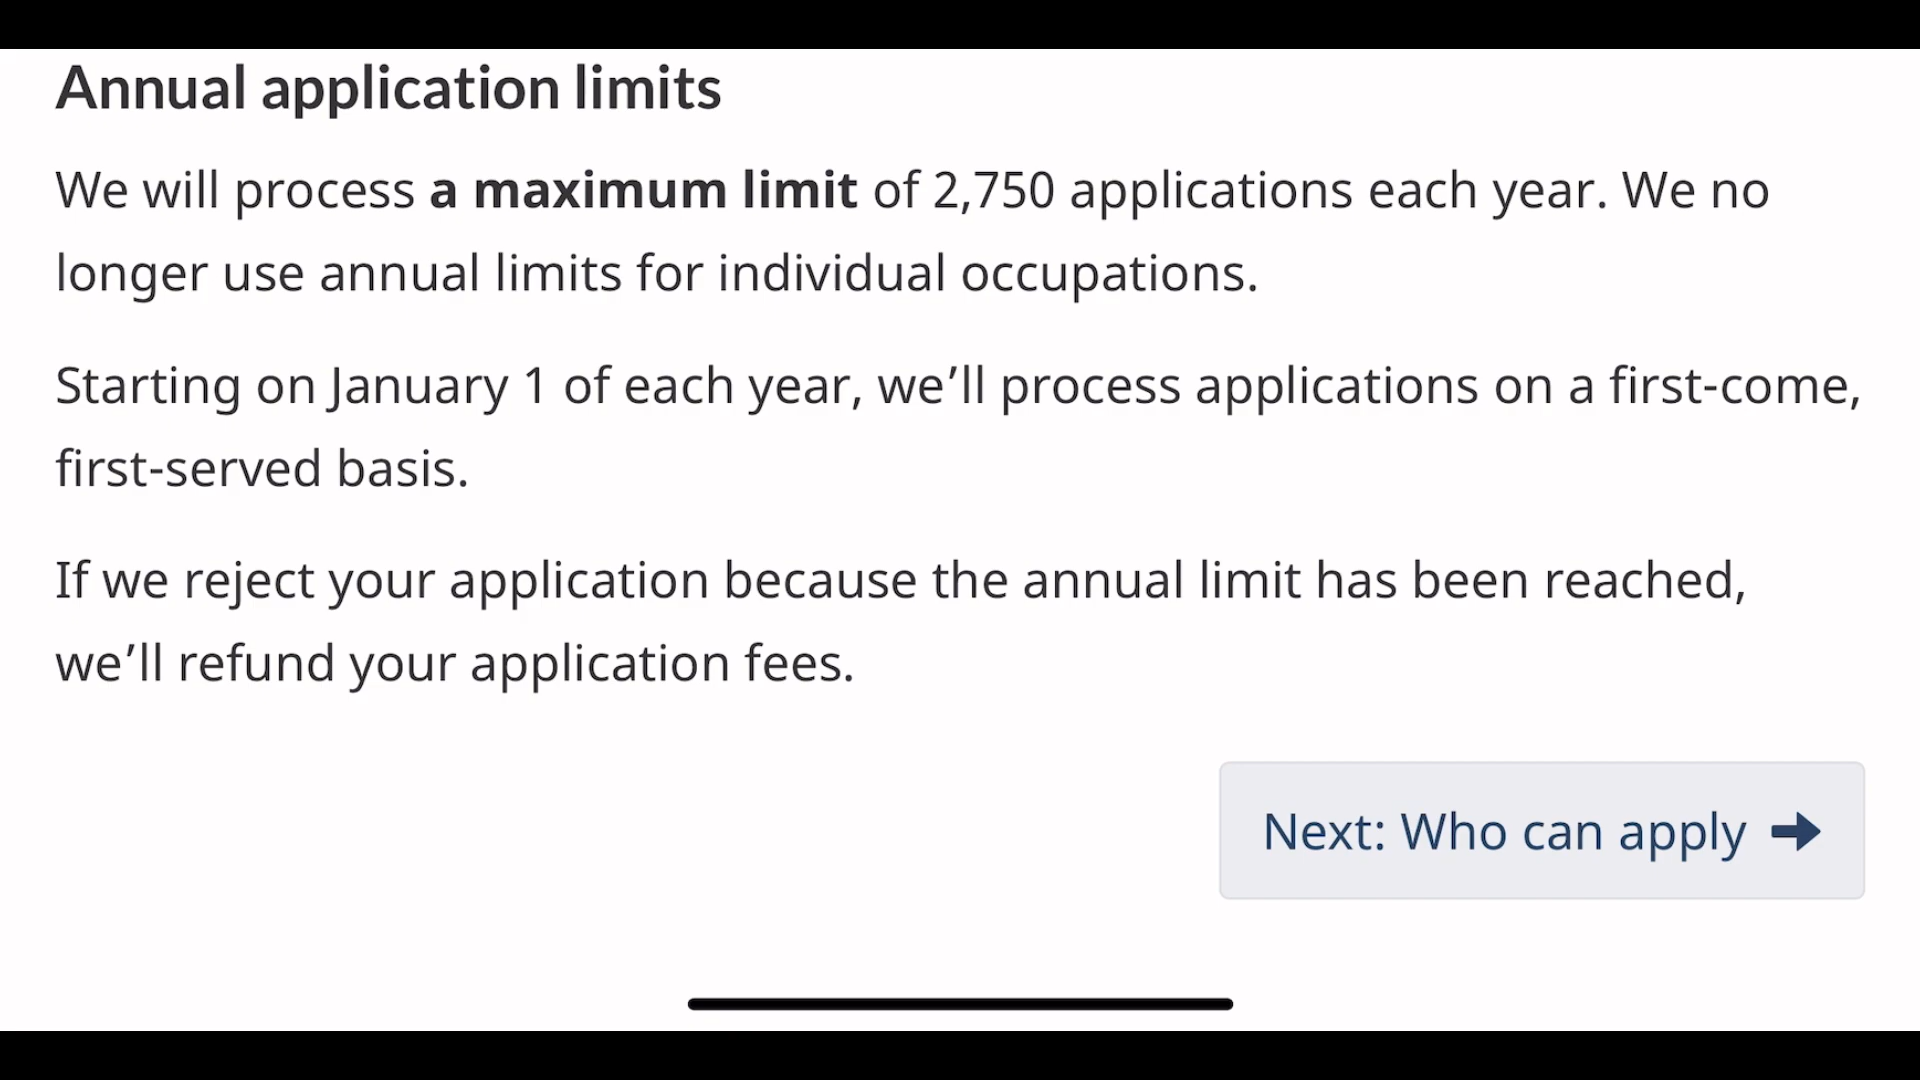 Annual application limits
We will process a maximum limit of 2,750 applications each year. We no
longer use annual limits for individual occupations.
Starting on January 1 of each year, we’ll process applications on a first-come,
first-served basis.
If we reject your application because the annual limit has been reached,
we’ll refund your application fees.
Next: Who can apply